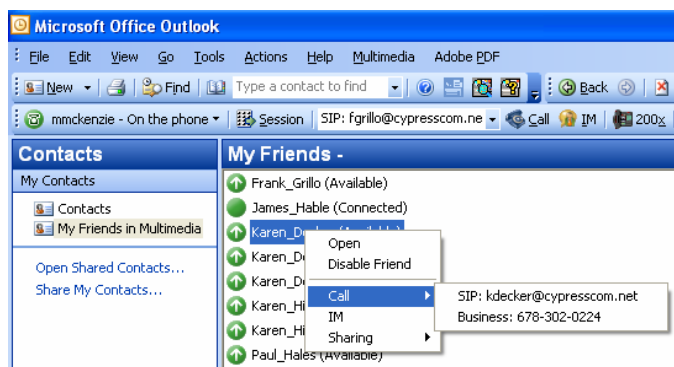 Microsoft Office Outlook
File Edit View Go Tools Actions Help Multimedia Adobe PDF
New Find Type a contact to find Back
mmckenzie - On the phone Session SIP: fgrillo@cypresscom.ne Call IM 200x
Contacts
My Friends -
My Contacts
Contacts
My Friends in Multimedia
Open Shared Contacts...
Share My Contacts...
Frank_Grillo (Available)
James_Hable (Connected)
Karen_
Karen_D
Karen_D
Karen_Hi
Karen_Hi
Paul_Hales (Available)
Open
Disable Friend
Call
IM
Sharing
SIP: kdecker@cypresscom.net
Business: 678-302-0224